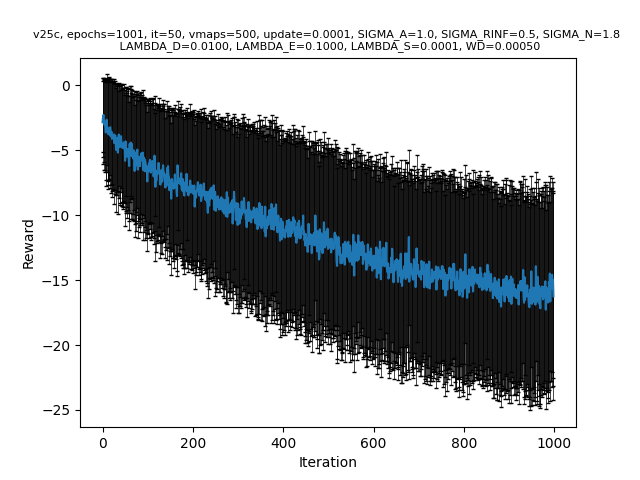 v25c, epochs=1001, it=50, vmaps=500, update=0.0001, SIGMA_A=1.0, SIGMA_RINF=0.5, SIGMA_N=1.8
LAMBDA_D=0.0100, LAMBDA_E=0.1000, LAMBDA_S=0.0001, WD=0.00050
0
−5
−10
−15
−20
−25
Reward
0 200 400 600 800 1000
Iteration